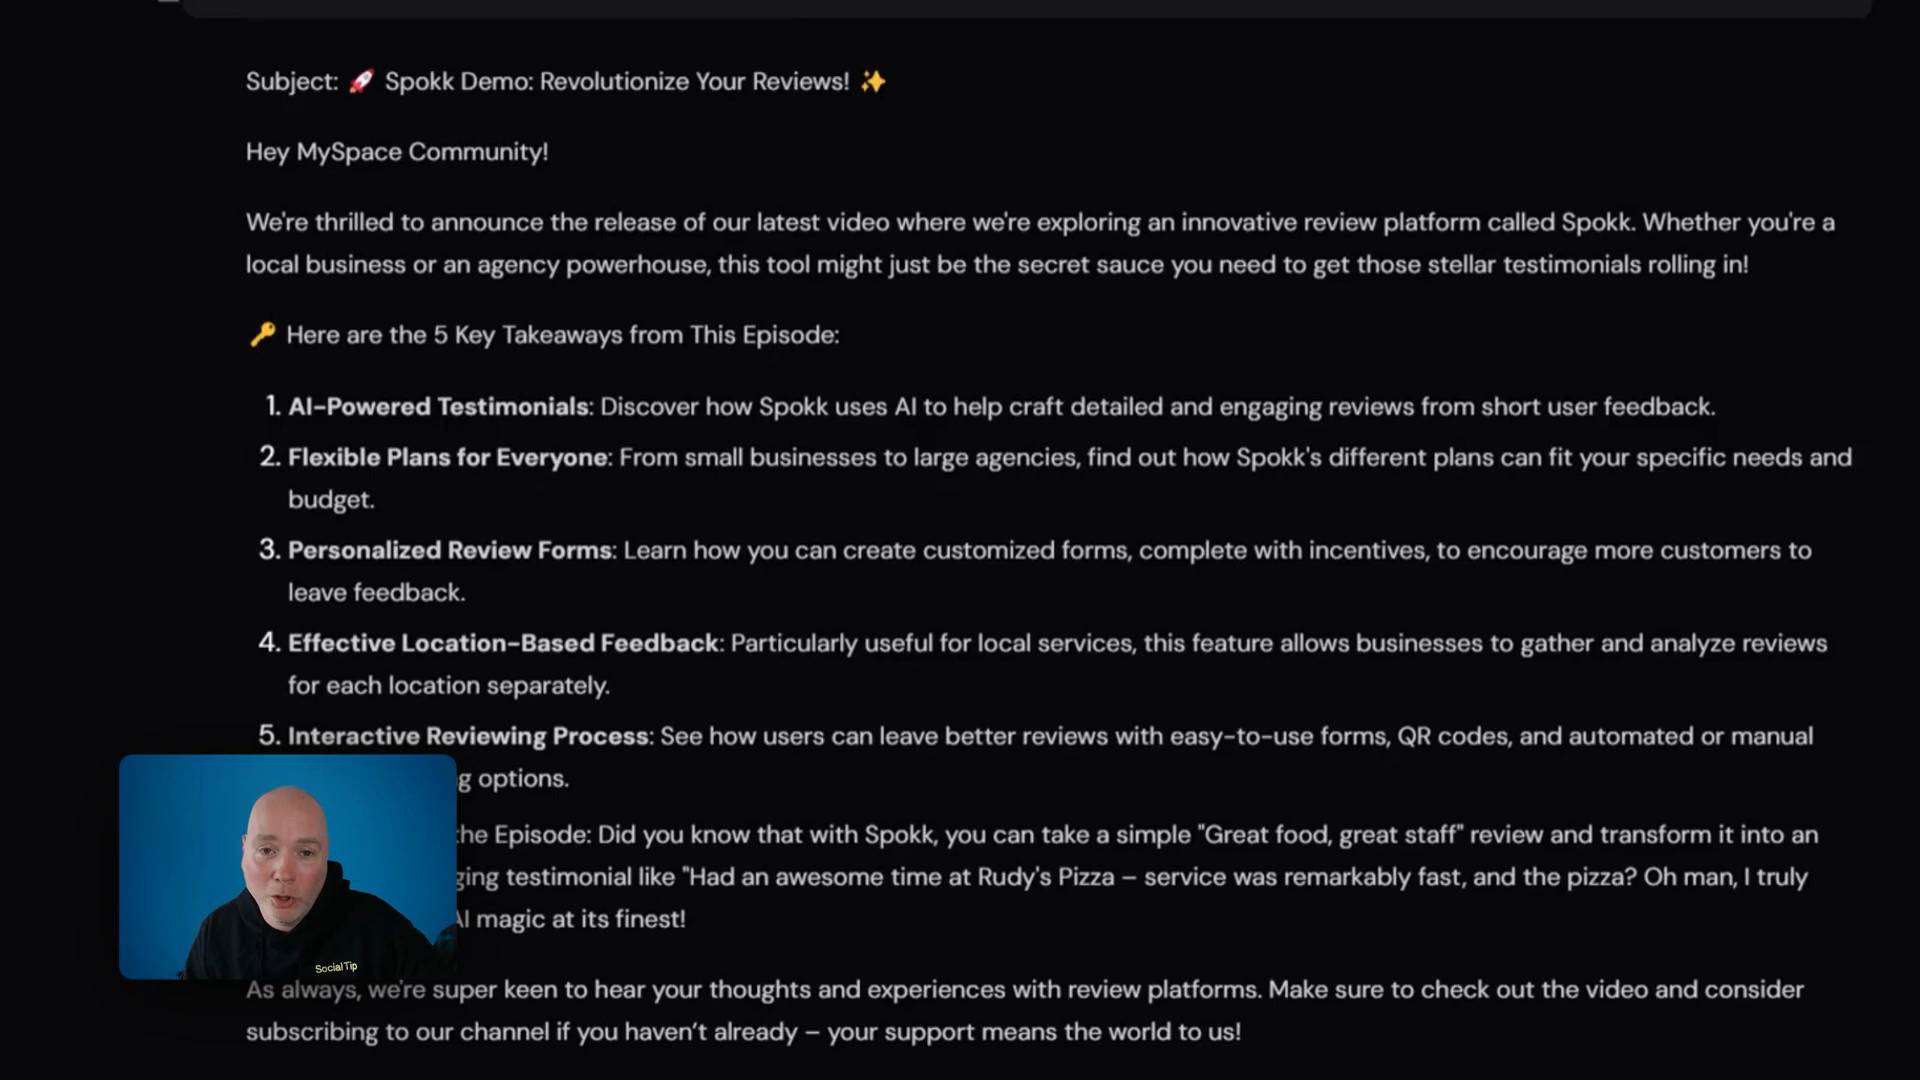 Subject: 🚀 Spokk Demo: Revolutionize Your Reviews! ✨
Hey MySpace Community!
We're thrilled to announce the release of our latest video where we're exploring an innovative review platform called Spokk. Whether you're a
local business or an agency powerhouse, this tool might just be the secret sauce you need to get those stellar testimonials rolling in!
🔑 Here are the 5 Key Takeaways from This Episode:
1. AI-Powered Testimonials: Discover how Spokk uses AI to help craft detailed and engaging reviews from short user feedback.
2. Flexible Plans for Everyone: From small businesses to large agencies, find out how Spokk's different plans can fit your specific needs and
budget.
3. Personalized Review Forms: Learn how you can create customized forms, complete with incentives, to encourage more customers to
leave feedback.
4. Effective Location-Based Feedback: Particularly useful for local services, this feature allows businesses to gather and analyze reviews
for each location separately.
5. Interactive Reviewing Process: See how users can leave better reviews with easy-to-use forms, QR codes, and automated or manual
options.
the Episode: Did you know that with Spokk, you can take a simple "Great food, great staff" review and transform it into an
testimonial like "Had an awesome time at Rudy's Pizza – service was remarkably fast, and the pizza? Oh man, I truly
AI magic at its finest!
Social Tip
As always, we're super keen to hear your thoughts and experiences with review platforms. Make sure to check out the video and consider
subscribing to our channel if you haven't already – your support means the world to us!